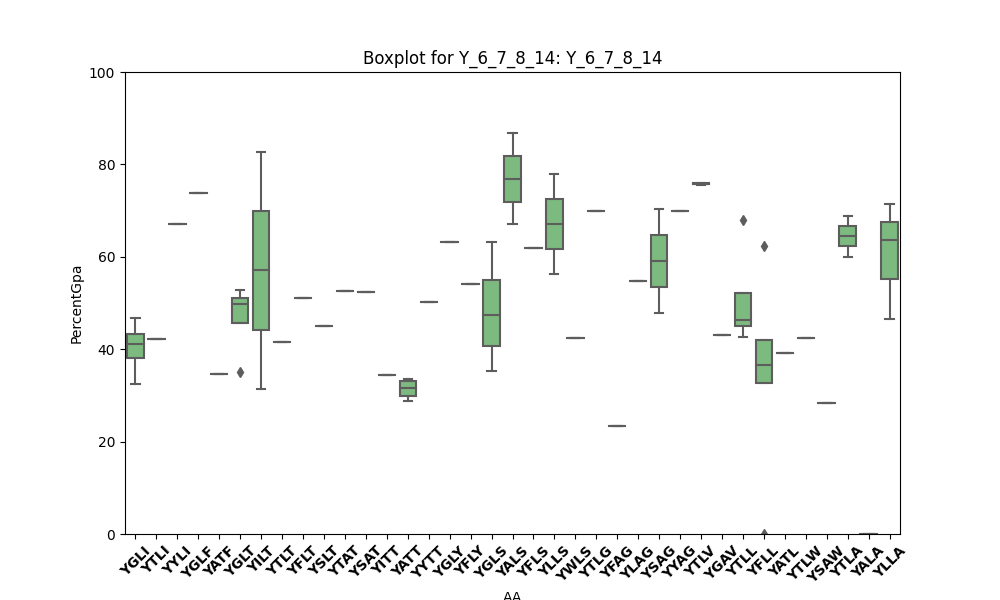 Boxplot for Y_6_7_8_14: Y_6_7_8_14
100
80
60
40
20
0
PercentGpa
YGLI YTLI YYLI YGLF YATF YGLT YILT YTLT YFLT YSLT YTAT YSAT YITT YATT YYTT YGLY YFLY YGLS YALS YFLS YLLS YWLS YTLG YFAG YLAG YSAG YYAG YTLV YGAV YTLL YFLL YATL YTLW YSAW YTLA YALA YLLA
AA